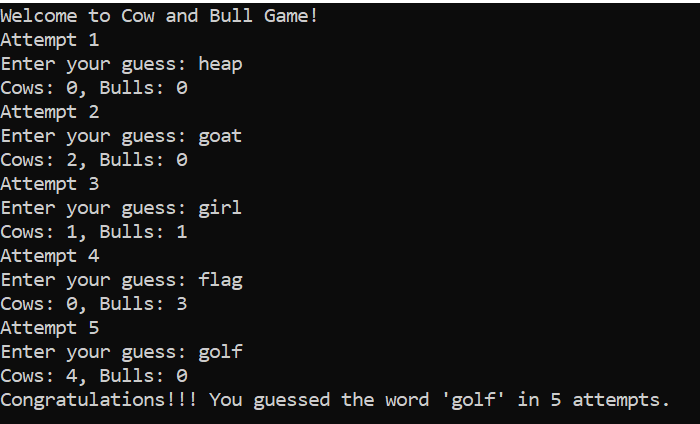 Welcome to Cow and Bull Game!
Attempt 1
Enter your guess: heap
Cows: 0, Bulls: 0
Attempt 2
Enter your guess: goat
Cows: 2, Bulls: 0
Attempt 3
Enter your guess: girl
Cows: 1, Bulls: 1
Attempt 4
Enter your guess: flag
Cows: 0, Bulls: 3
Attempt 5
Enter your guess: golf
Cows: 4, Bulls: 0
Congratulations!!! You guessed the word 'golf' in 5 attempts.